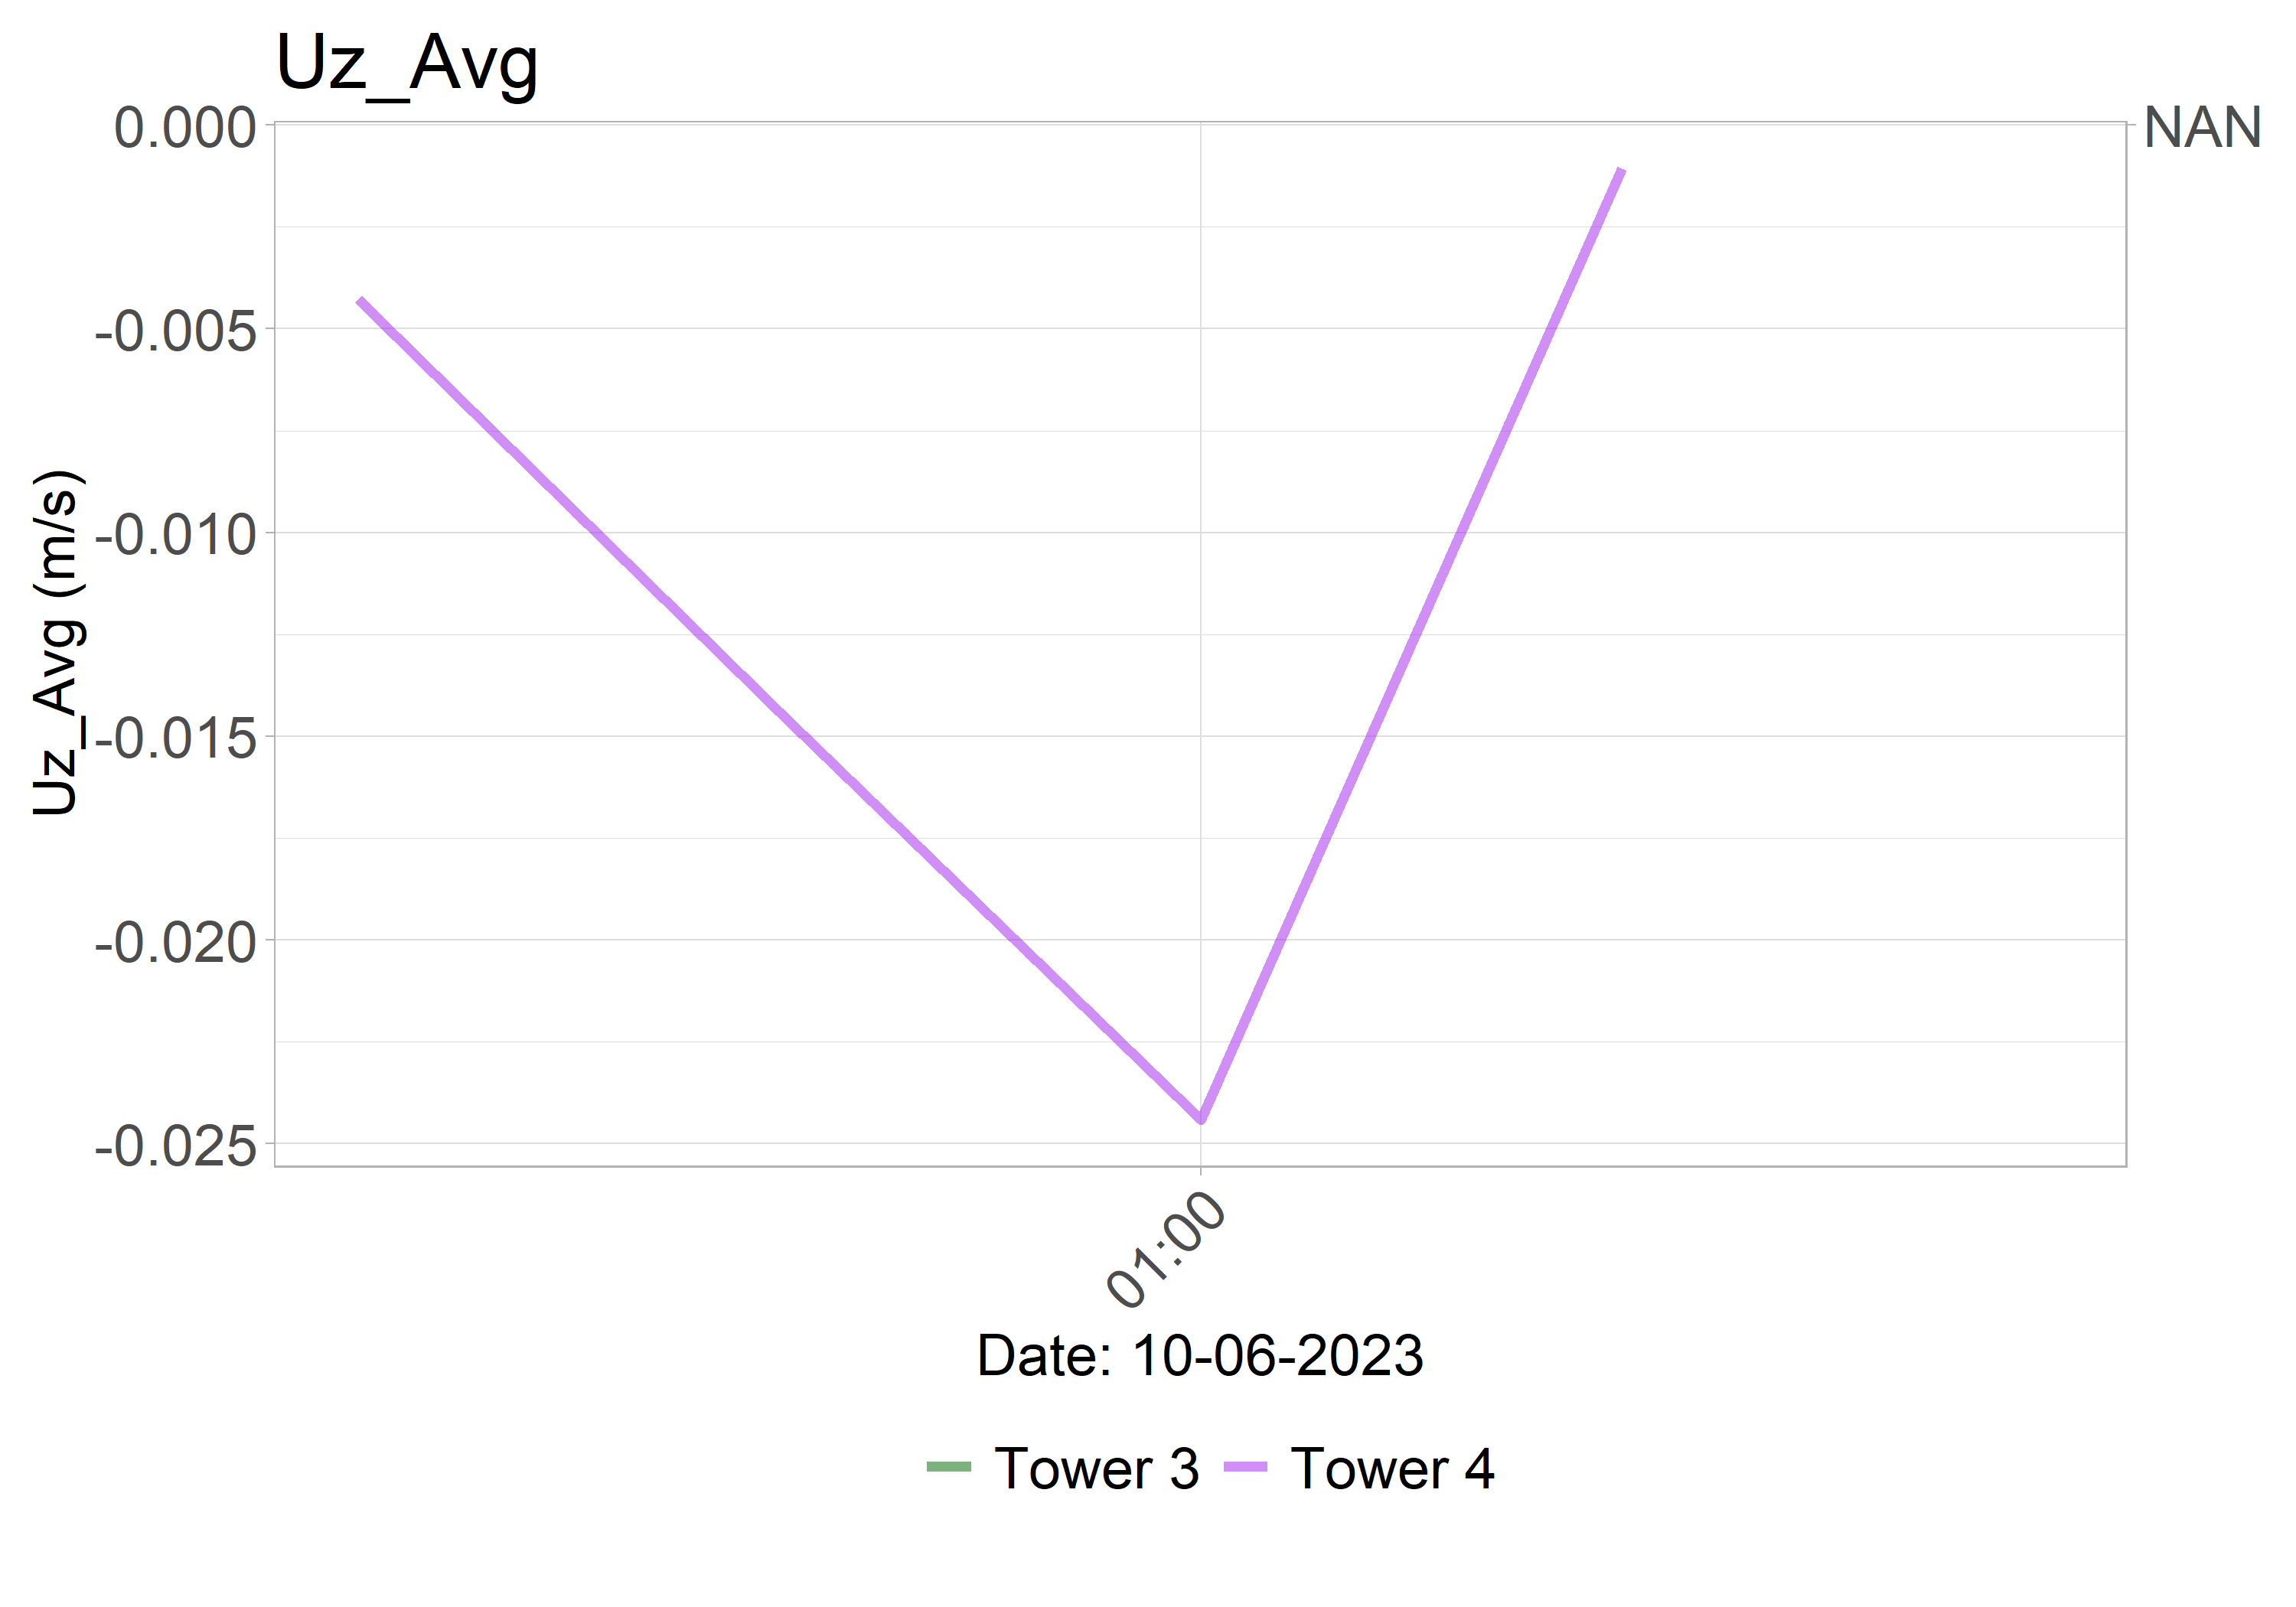 Uz_Avg
0.000
NAN
-0.005
-0.010
-0.015
-0.020
-0.025
Uz_Avg (m/s)
01:00
Date: 10-06-2023
Tower 3 Tower 4